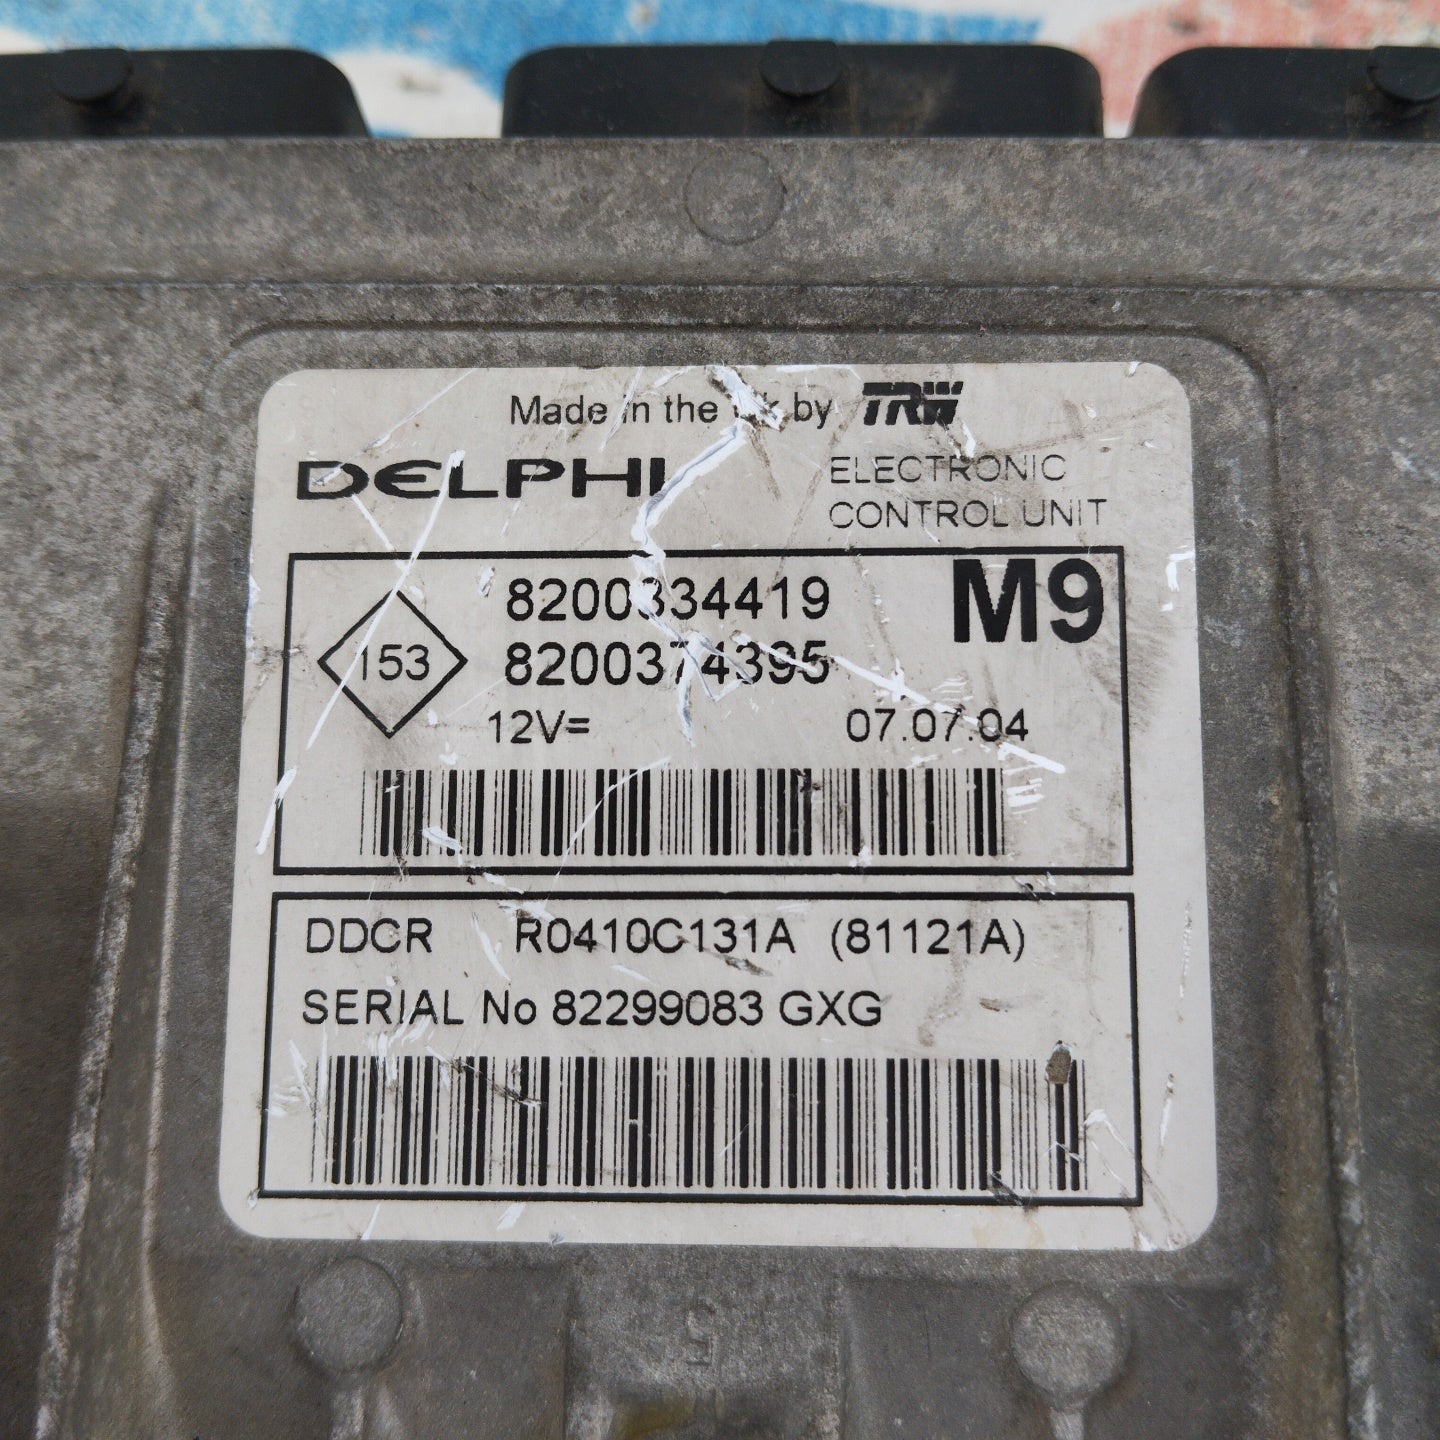 Made in the Uk by TRW
DELPHI
ELECTRONIC
CONTROL UNIT
8200334419
M9
153
8200374395
12V=
07.07.04
DDCR R0410C131A (81121A)
SERIAL No 82299083 GXG
5